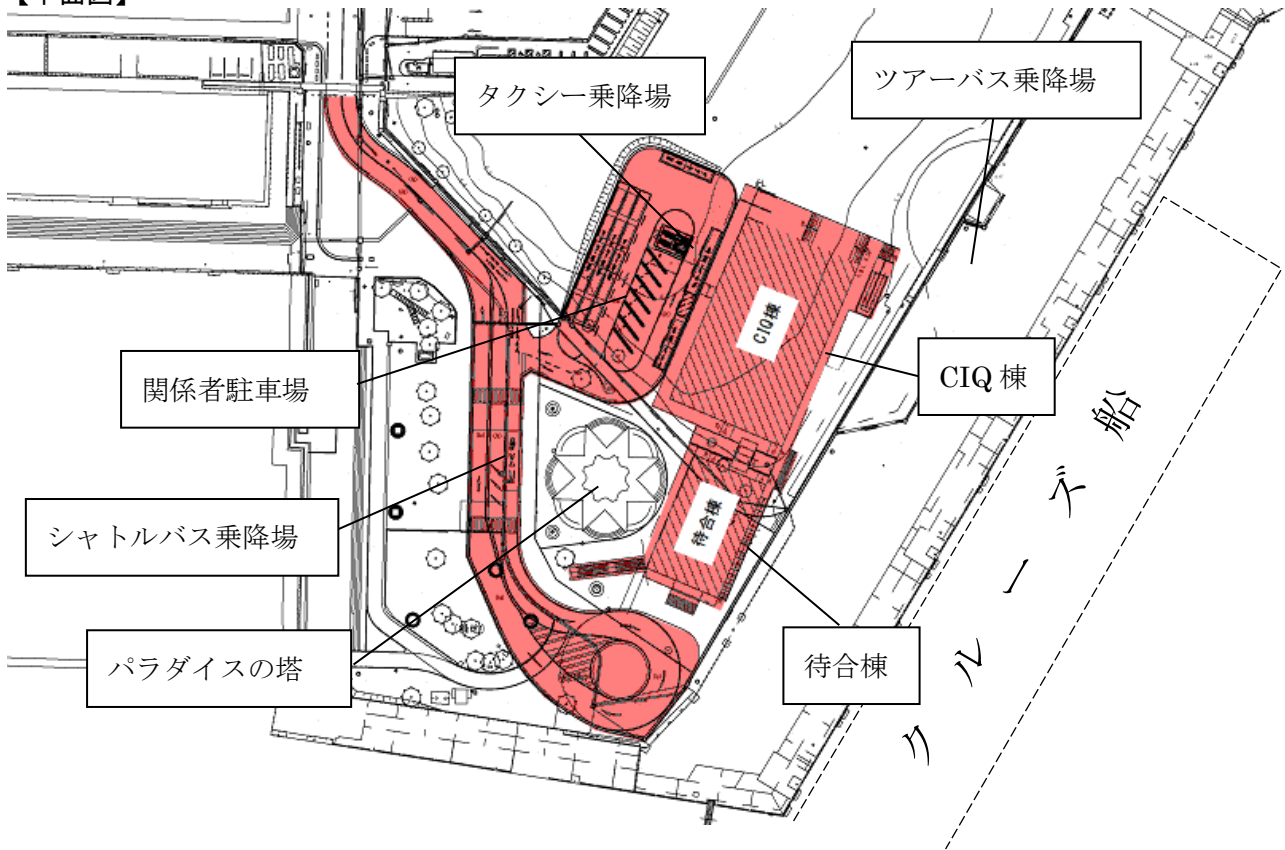 【平面図】
タクシー乗降場
ツアーバス乗降場
関係者駐車場
CIQ棟
CIQ 棟
シャトルバス乗降場
待合棟
パラダイスの塔
待合棟
クルーズ船